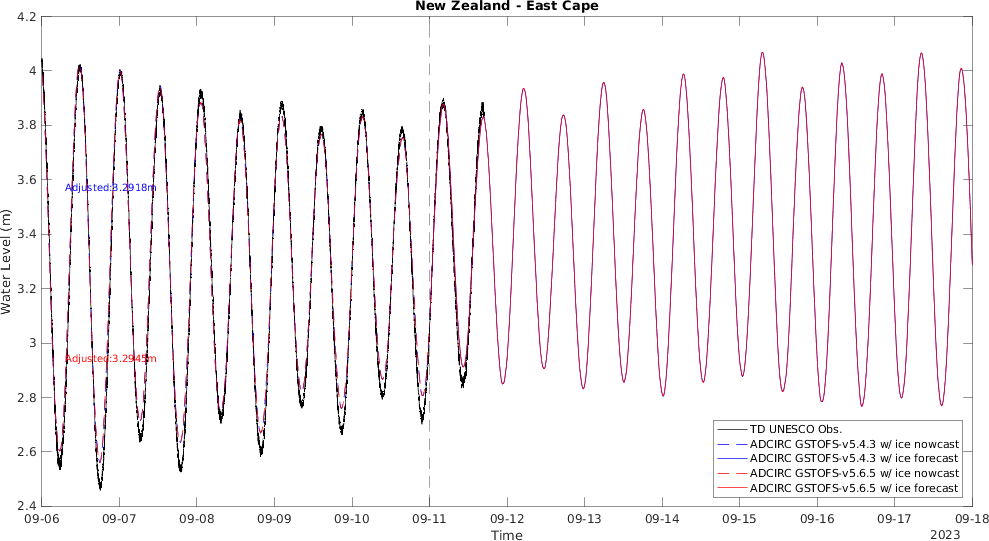 New Zealand - East Cape
Water Level (m)
4.2
4
3.8
3.6
3.4
3.2
3
2.8
2.6
2.4
Adjusted:3.2918m
Adjusted:3.2945m
TD UNESCO Obs.
ADCIRC GSTOFS-v5.4.3 w/ ice nowcast
ADCIRC GSTOFS-v5.4.3 w/ ice forecast
ADCIRC GSTOFS-v5.6.5 w/ ice nowcast
ADCIRC GSTOFS-v5.6.5 w/ ice forecast
09-06 09-07 09-08 09-09 09-10 09-11 09-12 09-13 09-14 09-15 09-16 09-17 09-18
Time
2023